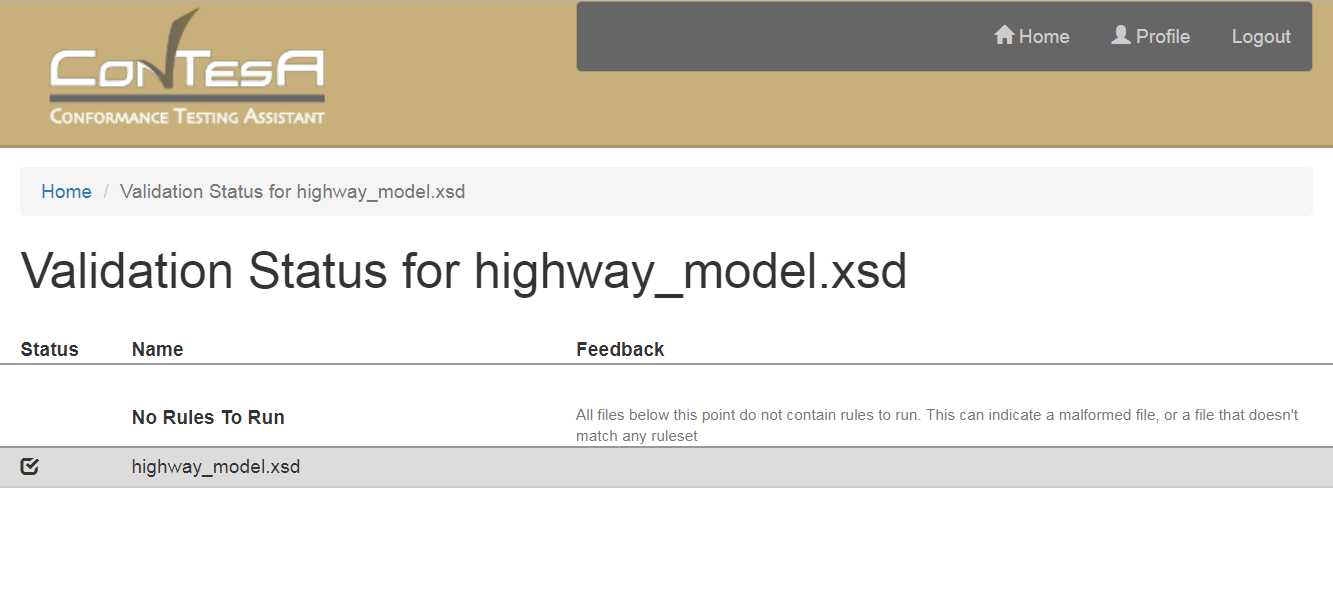 ConTesA
Conformance Testing Assistant
Home Profile Logout
Home / Validation Status for highway_model.xsd
Validation Status for highway_model.xsd
Status Name Feedback
No Rules To Run
All files below this point do not contain rules to run. This can indicate a malformed file, or a file that doesn't
match any ruleset
highway_model.xsd